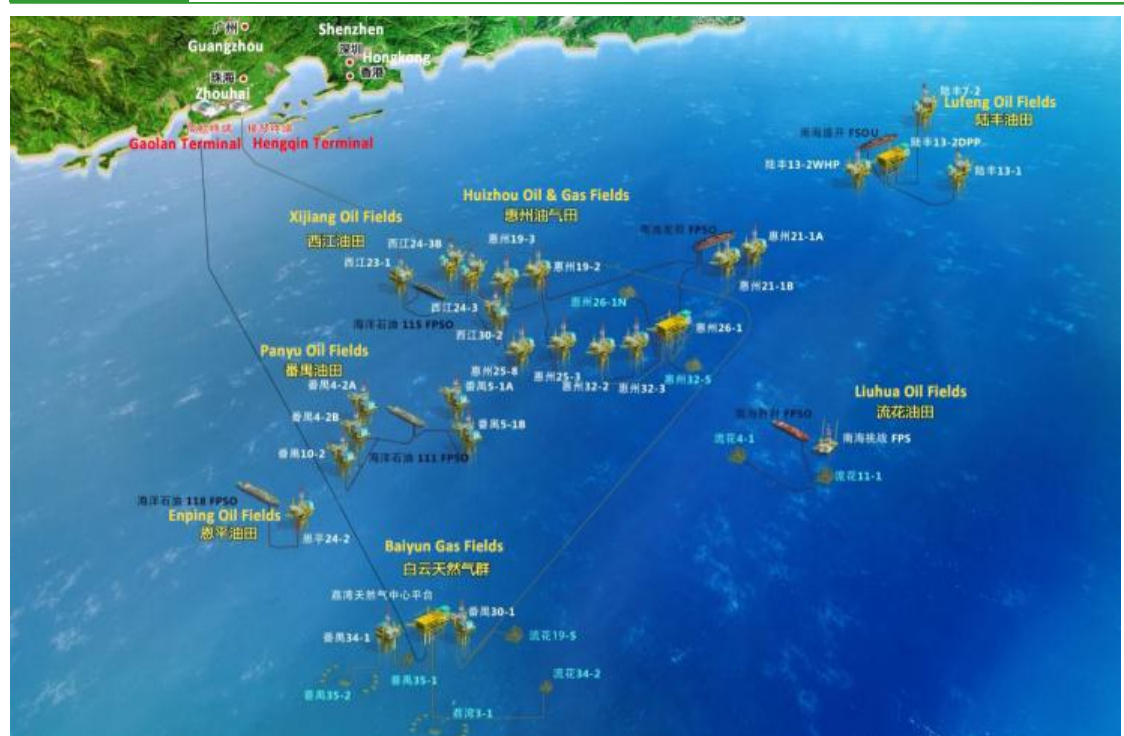 广州
Guangzhou
Shenzhen
深圳
Hongkong
香港
珠海
Zhouhai
Gaolan Terminal
Hengqin Terminal
陆丰7-2
Lufeng Oil Fields
陆丰油田
南海盛开 FSOU
陆丰13-2DPP
陆丰13-2WHP
陆丰13-1
Huizhou Oil & Gas Fields
惠州油气田
Xijiang Oil Fields
西江油田
西江24-3B
惠州19-3
西江23-1
惠州19-2
FPSO
惠州21-1A
惠州21-1B
惠州26-1N
西江24-3
海洋石油 115 FPSO
西江30-2
惠州26-1
Panyu Oil Fields
番禺油田
惠州25-8
惠州25-3
惠州32-2
惠州32-3
惠州32-5
番禺4-2A
番禺5-1A
番禺4-2B
番禺5-1B
番禺10-2
海洋石油 111 FPSO
Liuhua Oil Fields
流花油田
FPSO
流花4-1
南海挑战 FPS
流花11-1
海洋石油 118 FPSO
Enping Oil Fields
恩平油田
恩平24-2
Baiyun Gas Fields
白云天然气群
荔湾天然气中心平台
番禺30-1
番禺34-1
流花19-5
番禺35-1
番禺35-2
流花34-2
荔湾3-1